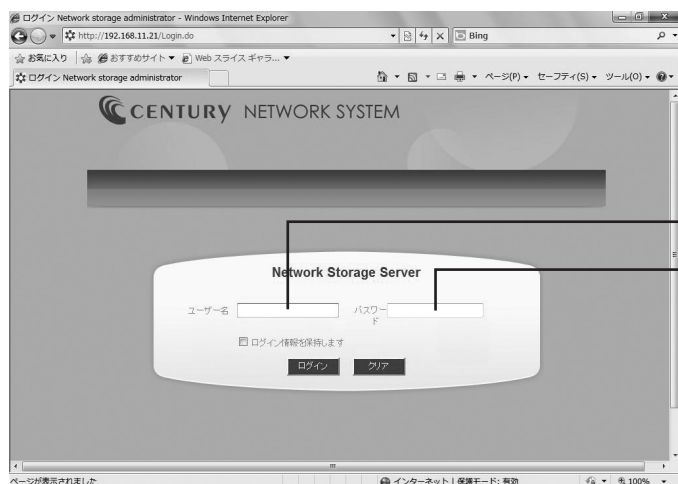 ログイン Network storage administrator - Windows Internet Explorer
http://192.168.11.21/Login.do
Bing
お気に入り おすすめサイト Web スライス ギャラ...
ログイン Network storage administrator
ページ(P) セーフティ(S) ツール(O)
CENTURY NETWORK SYSTEM
Network Storage Server
ユーザー名
パスワー
ド
ログイン情報を保持します
ログイン クリア
ページが表示されました インターネット | 保護モード: 有効 100%